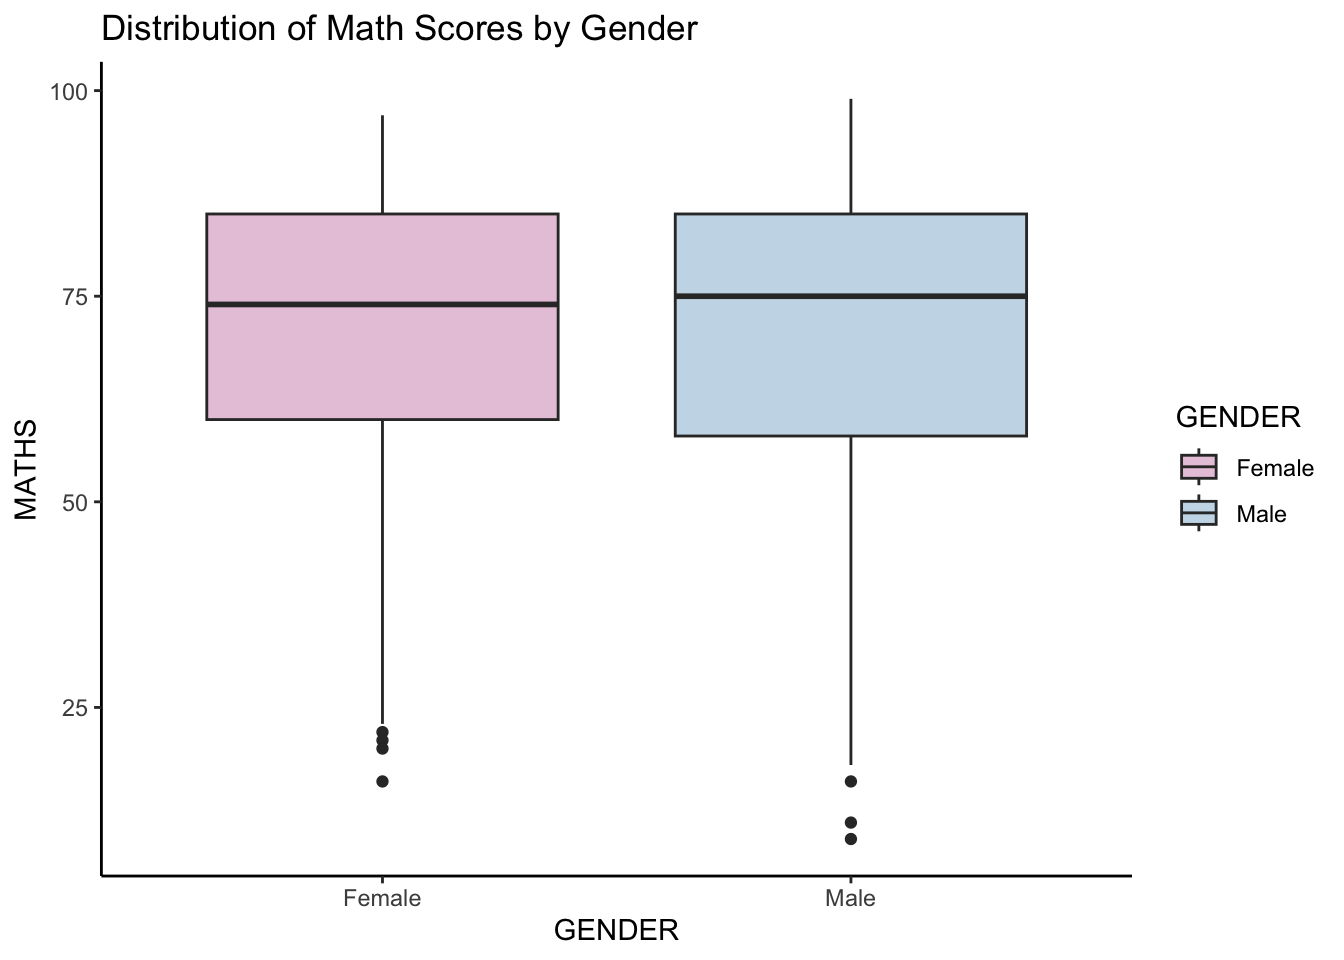 Distribution of Math Scores by Gender
100
75
50
25
MATHS
Female
Male
GENDER
GENDER
Female
Male